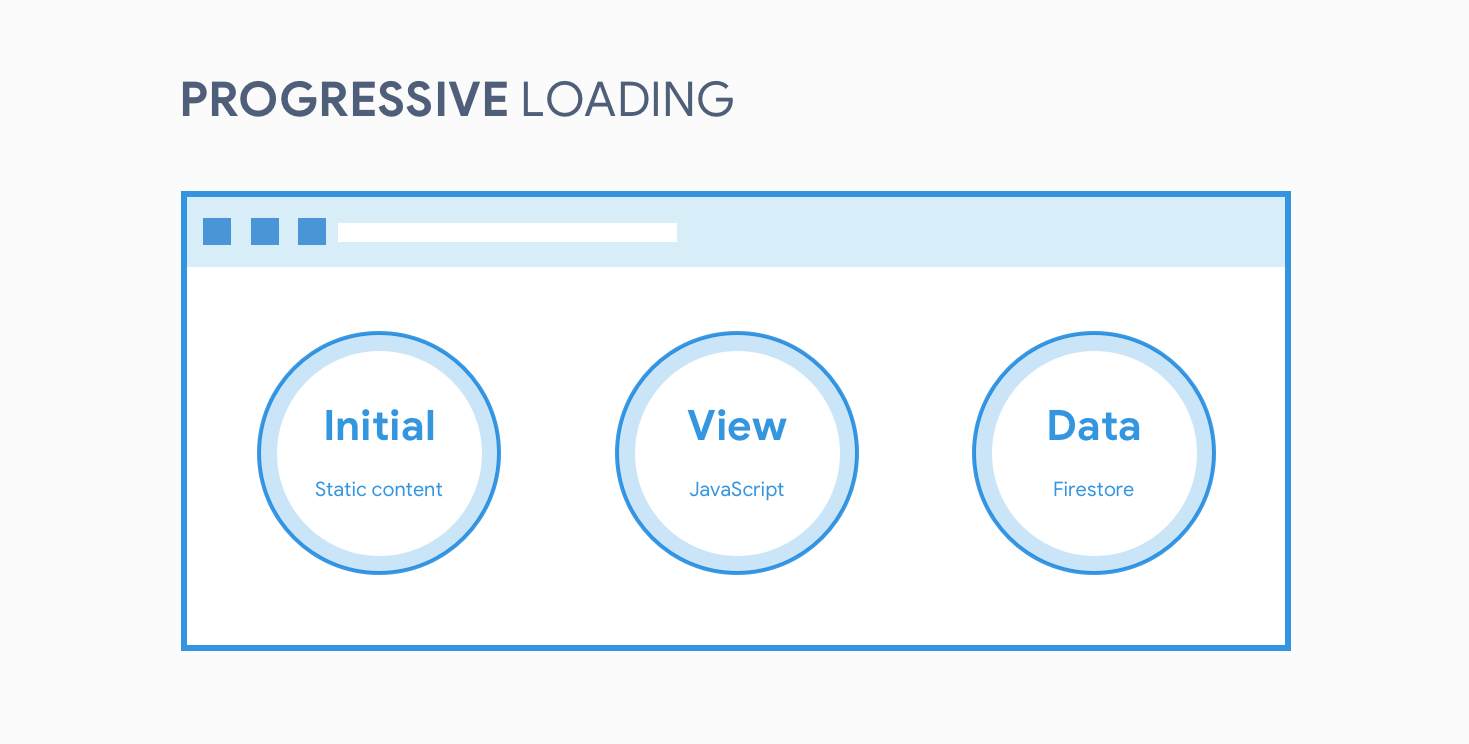 PROGRESSIVE LOADING
Initial
Static content
View
JavaScript
Data
Firestore